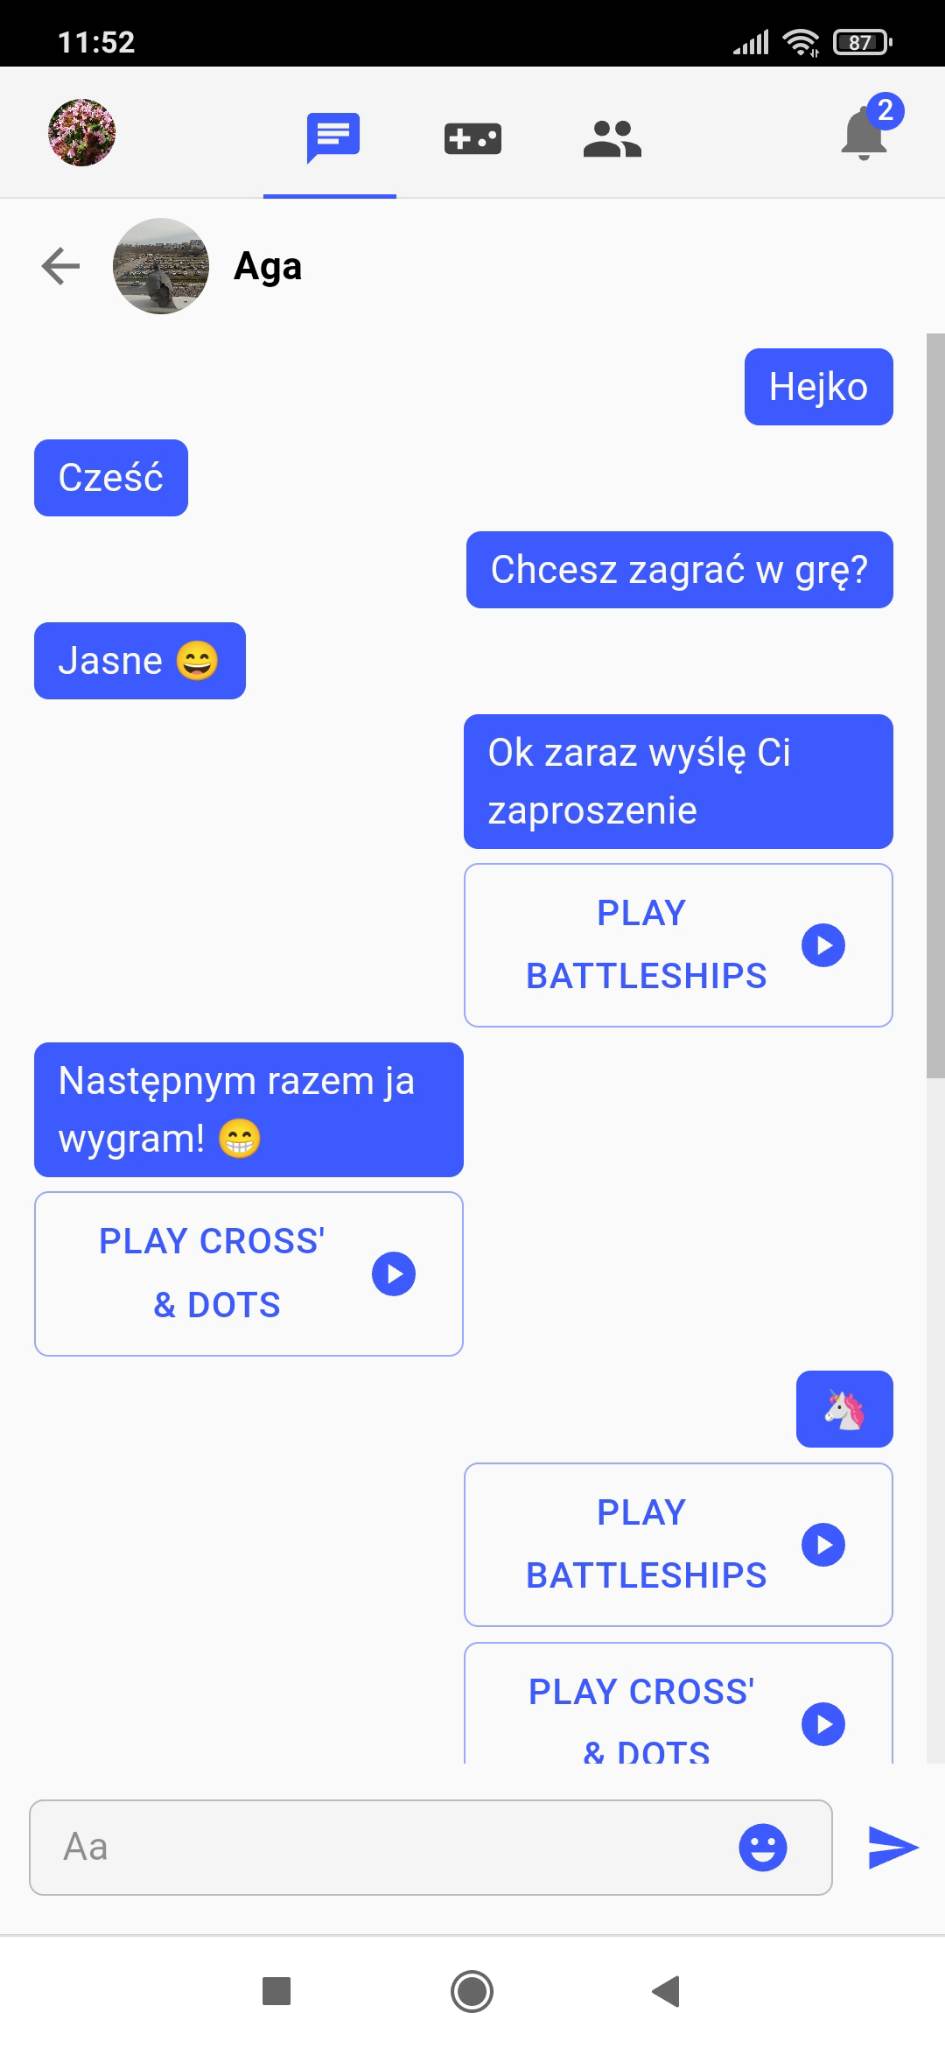 11:52
87
2
Aga
Hejko
Cześć
Chcesz zagrać w grę?
Jasne 😄
Ok zaraz wyślę Ci
zaproszenie
PLAY
BATTLESHIPS
Następnym razem ja
wygram! 😁
PLAY CROSS'
& DOTS
🦄
PLAY
BATTLESHIPS
PLAY CROSS'
& DOTS
Aa